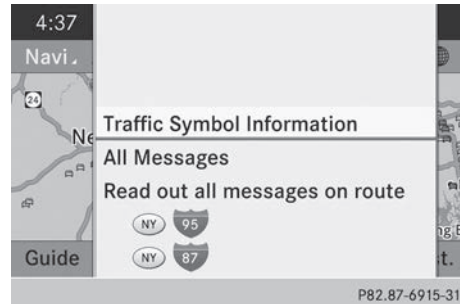 4:37
Navi
24
Ne
Traffic Symbol Information
All Messages
Read out all messages on route
NY 95
NY 87
Guide
t.
P82.87-6915-31